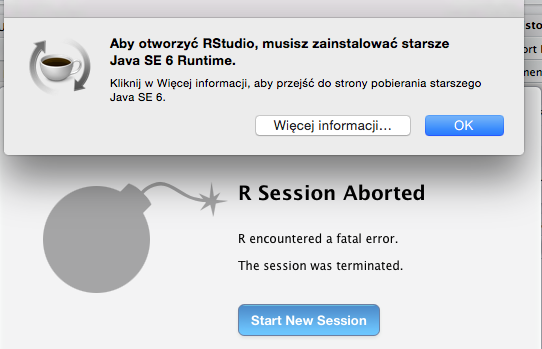 Aby otworzyć RStudio, musisz zainstalować starsze
Java SE 6 Runtime.
Kliknij w Więcej informacji, aby przejść do strony pobierania starszego
Java SE 6.
Więcej informacji...
OK
R Session Aborted
R encountered a fatal error.
The session was terminated.
Start New Session